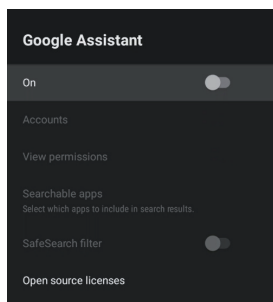 Google Assistant
On
Accounts
View permissions
Searchable apps
Select which apps to include in search results.
SafeSearch filter
Open source licenses